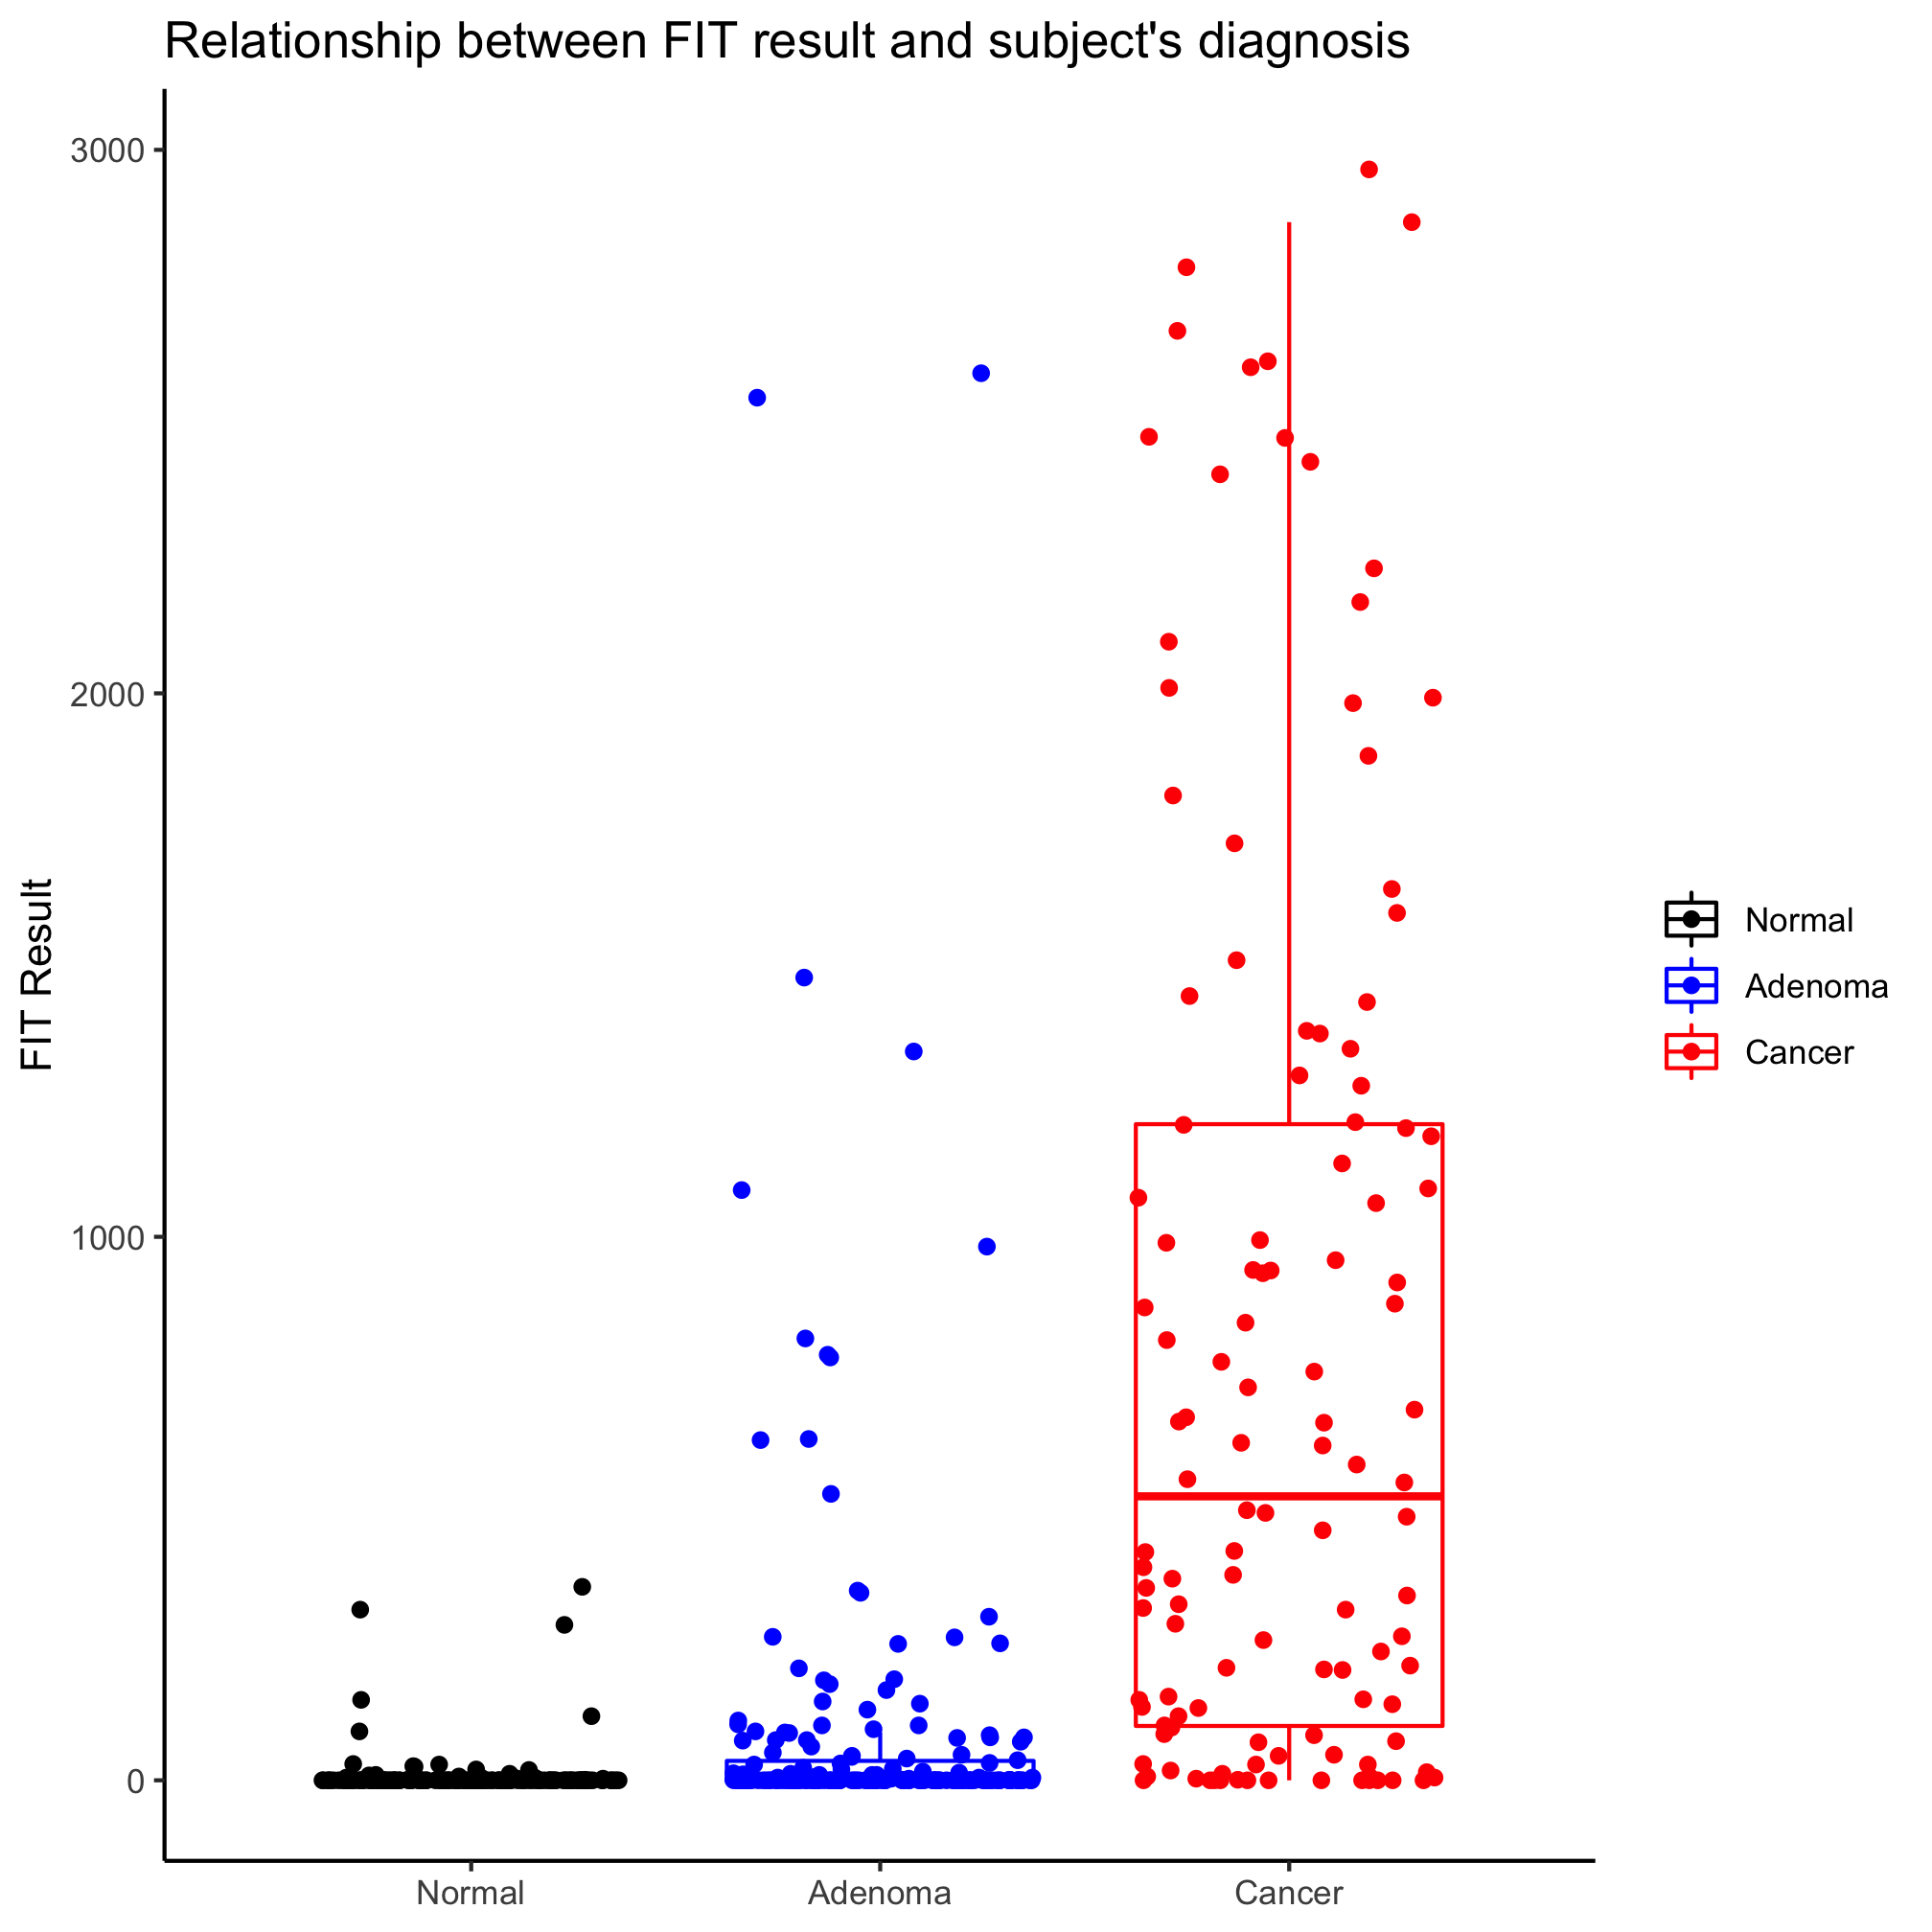 Relationship between FIT result and subject's diagnosis
3000
2000
1000
0
FIT Result
Normal
Adenoma
Cancer
Normal
Adenoma
Cancer